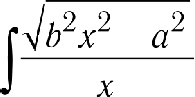 ∫ √(b²x² a²) / x